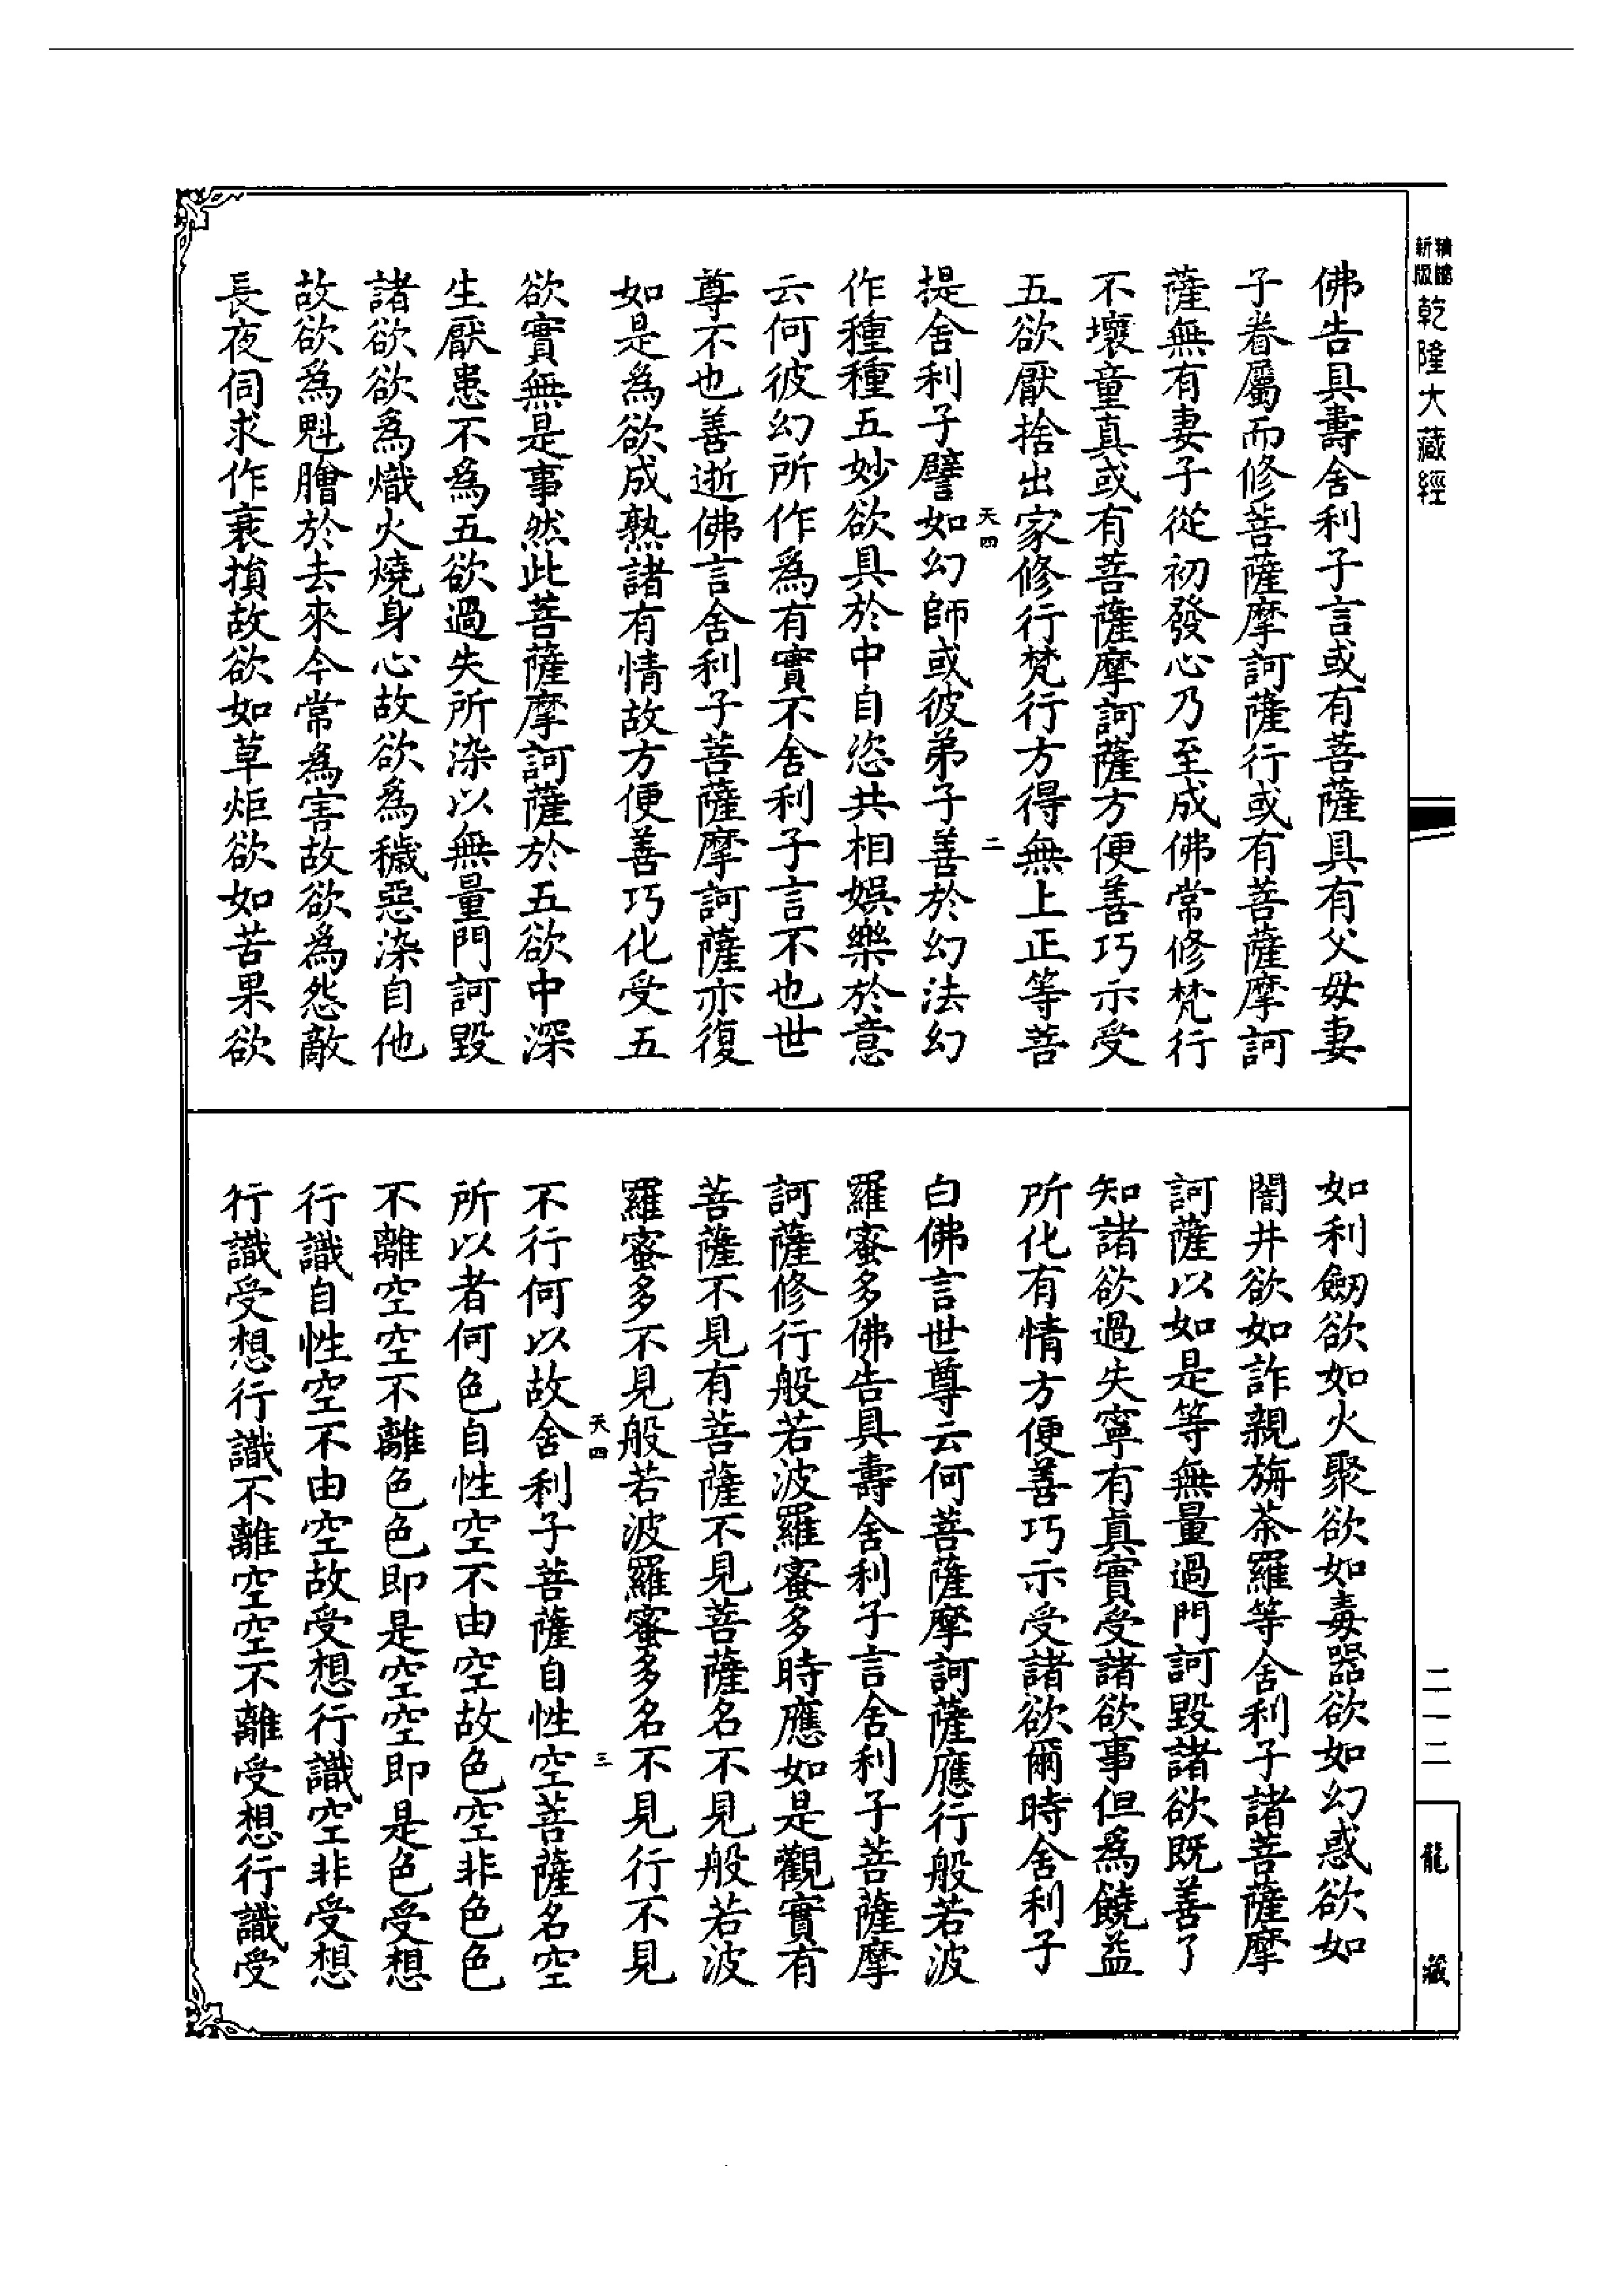 新版
乾隆大藏經
佛告具壽舍利子言或有菩薩具有父母妻
子眷屬而修菩薩摩訶薩行或有菩薩摩訶
薩無有妻子從初發心乃至成佛常修梵行
不壞童真或有菩薩摩訶薩方便善巧示受
五欲厭捨出家修行梵行方得無上正等菩
天四 二
提舍利子譬如幻師或彼弟子善於幻法幻
作種種五妙欲具於中自恣共相娛樂於意
云何彼幻所作為有實不舍利子言不也世
尊不也善逝佛言舍利子菩薩摩訶薩亦復
如是為欲成熟諸有情故方便善巧化受五
欲實無是事然此菩薩摩訶薩於五欲中深
生厭患不為五欲過失所染以無量門訶毀
諸欲欲為熾火燒身心故欲為穢惡染自他
故欲為魁膾於去來今常為害故欲為怨敵
長夜伺求作衰損故欲如草炬欲如苦果欲
如利劒欲如火聚欲如毒器欲如幻惑欲如
闇井欲如詐親旃荼羅等舍利子諸菩薩摩
訶薩以如是等無量過門訶毀諸欲既善了
知諸欲過失寧有真實受諸欲事但為饒益
所化有情方便善巧示受諸欲爾時舍利子
白佛言世尊云何菩薩摩訶薩應行般若波
羅蜜多佛告具壽舍利子言舍利子菩薩摩
訶薩修行般若波羅蜜多時應如是觀實有
菩薩不見有菩薩不見菩薩名不見般若波
羅蜜多不見般若波羅蜜多名不見行不見
天四 三
不行何以故舍利子菩薩自性空菩薩名空
所以者何色自性空不由空故色空非色色
不離空空不離色色即是空空即是色受想
行識自性空不由空故受想行識空非受想
行識受想行識不離空空不離受想行識受
二一二
龍藏